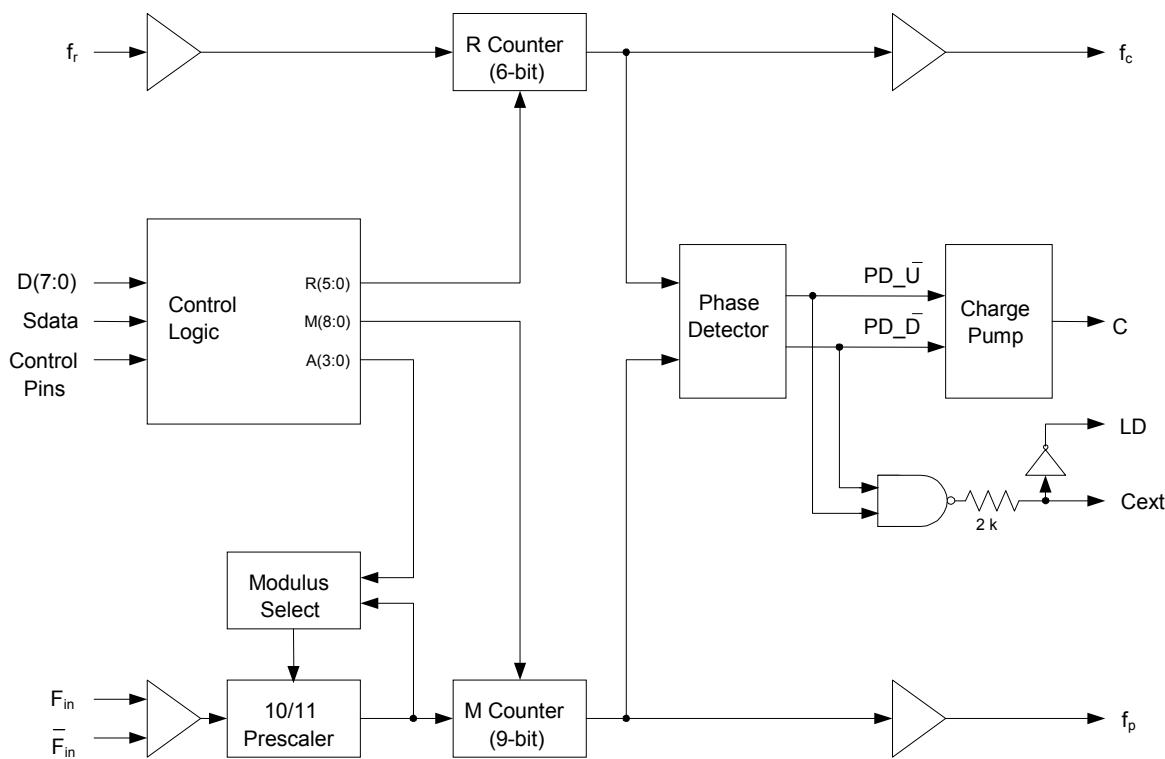 fr
R Counter
(6-bit)
fc
D(7:0)
Sdata
Control
Pins
Control
Logic
R(5:0)
M(8:0)
A(3:0)
Phase
Detector
PD_U̅
PD_D̅
Charge
Pump
C
LD
Cext
2 k
Modulus
Select
Fin
F̅in
10/11
Prescaler
M Counter
(9-bit)
fp